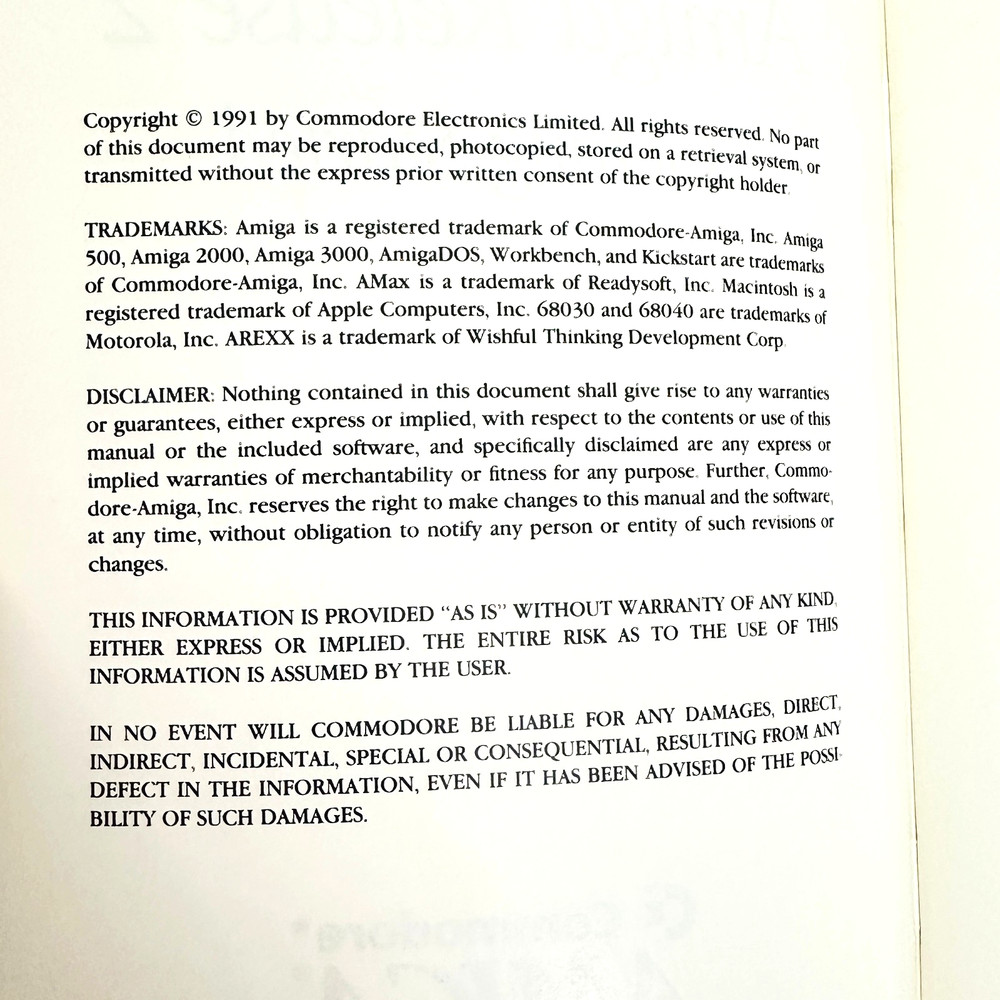 Copyright © 1991 by Commodore Electronics Limited. All rights reserved. No part
of this document may be reproduced, photocopied, stored on a retrieval system, or
transmitted without the express prior written consent of the copyright holder.
TRADEMARKS: Amiga is a registered trademark of Commodore-Amiga, Inc. Amiga
500, Amiga 2000, Amiga 3000, AmigaDOS, Workbench, and Kickstart are trademarks
of Commodore-Amiga, Inc. AMax is a trademark of Readysoft, Inc. Macintosh is a
registered trademark of Apple Computers, Inc. 68030 and 68040 are trademarks of
Motorola, Inc. AREXX is a trademark of Wishful Thinking Development Corp.
DISCLAIMER: Nothing contained in this document shall give rise to any warranties
or guarantees, either express or implied, with respect to the contents or use of this
manual or the included software, and specifically disclaimed are any express or
implied warranties of merchantability or fitness for any purpose. Further, Commo-
dore-Amiga, Inc. reserves the right to make changes to this manual and the software,
at any time, without obligation to notify any person or entity of such revisions or
changes.
THIS INFORMATION IS PROVIDED “AS IS” WITHOUT WARRANTY OF ANY KIND,
EITHER EXPRESS OR IMPLIED. THE ENTIRE RISK AS TO THE USE OF THIS
INFORMATION IS ASSUMED BY THE USER.
IN NO EVENT WILL COMMODORE BE LIABLE FOR ANY DAMAGES, DIRECT,
INDIRECT, INCIDENTAL, SPECIAL OR CONSEQUENTIAL, RESULTING FROM ANY
DEFECT IN THE INFORMATION, EVEN IF IT HAS BEEN ADVISED OF THE POSSI-
BILITY OF SUCH DAMAGES.